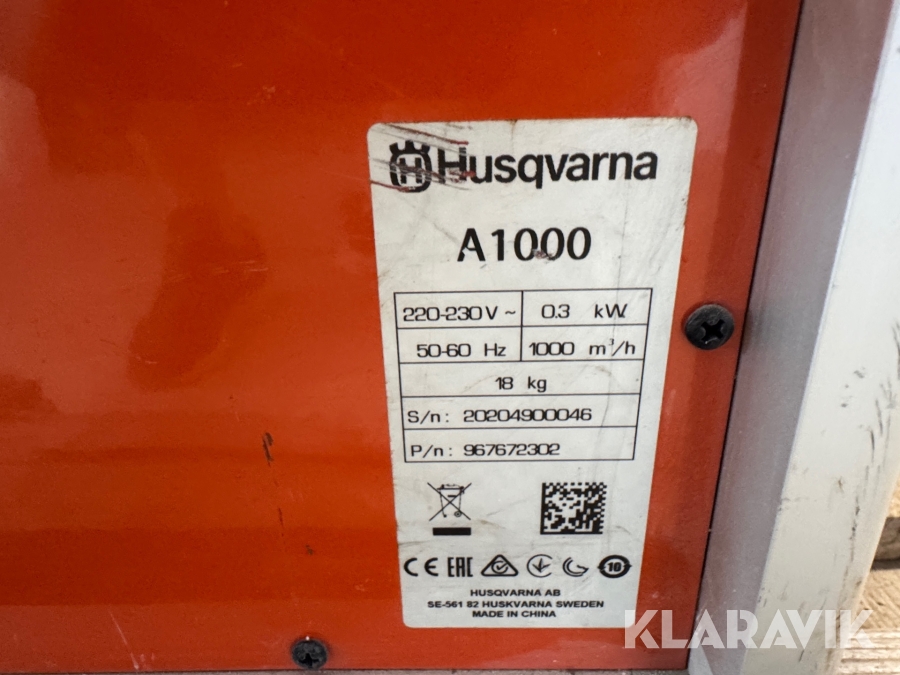 Husqvarna
A1000
220-230V ~ 0.3 kW
50-60 Hz 1000 m³/h
18 kg
S/n: 20204900046
P/n: 967672302
CE EAC
10
HUSQVARNA AB
SE-561 82 HUSKVARNA SWEDEN
MADE IN CHINA
KLARAVIK